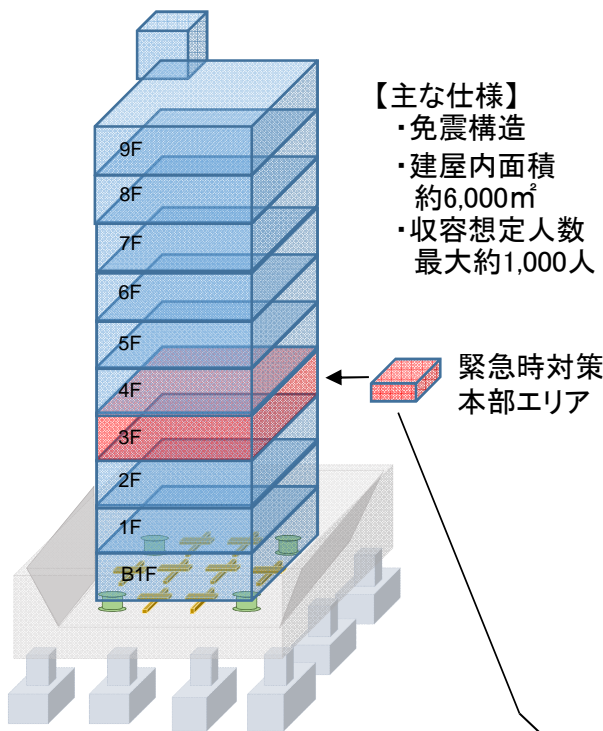 【主な仕様】
・免震構造
・建屋内面積
約6,000㎡
・収容想定人数
最大約1,000人
9F
8F
7F
6F
5F
4F
3F
2F
1F
B1F
緊急時対策
本部エリア